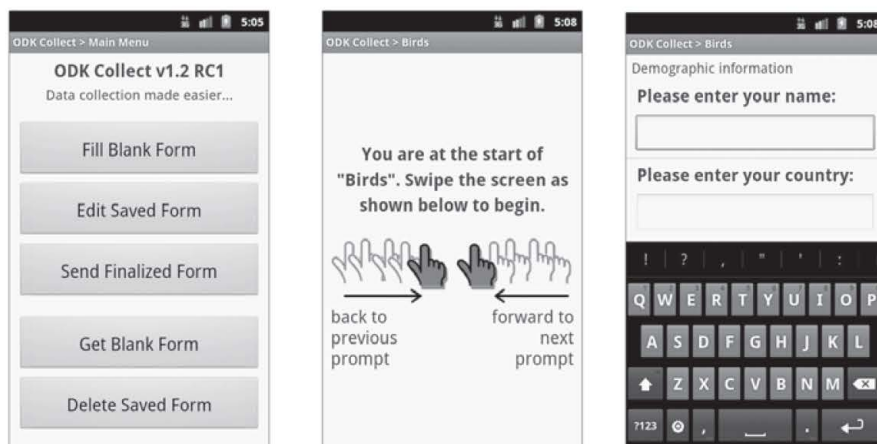 5:05
ODK Collect > Main Menu
ODK Collect v1.2 RC1
Data collection made easier...
Fill Blank Form
Edit Saved Form
Send Finalized Form
Get Blank Form
Delete Saved Form
5:08
ODK Collect > Birds
You are at the start of
"Birds". Swipe the screen as
shown below to begin.
back to
previous
prompt
forward to
next
prompt
5:08
ODK Collect > Birds
Demographic information
Please enter your name:
Please enter your country:
! ? , " ' :
Q W E R T Y U I O P
A S D F G H J K L
Z X C V B N M
?123 , .